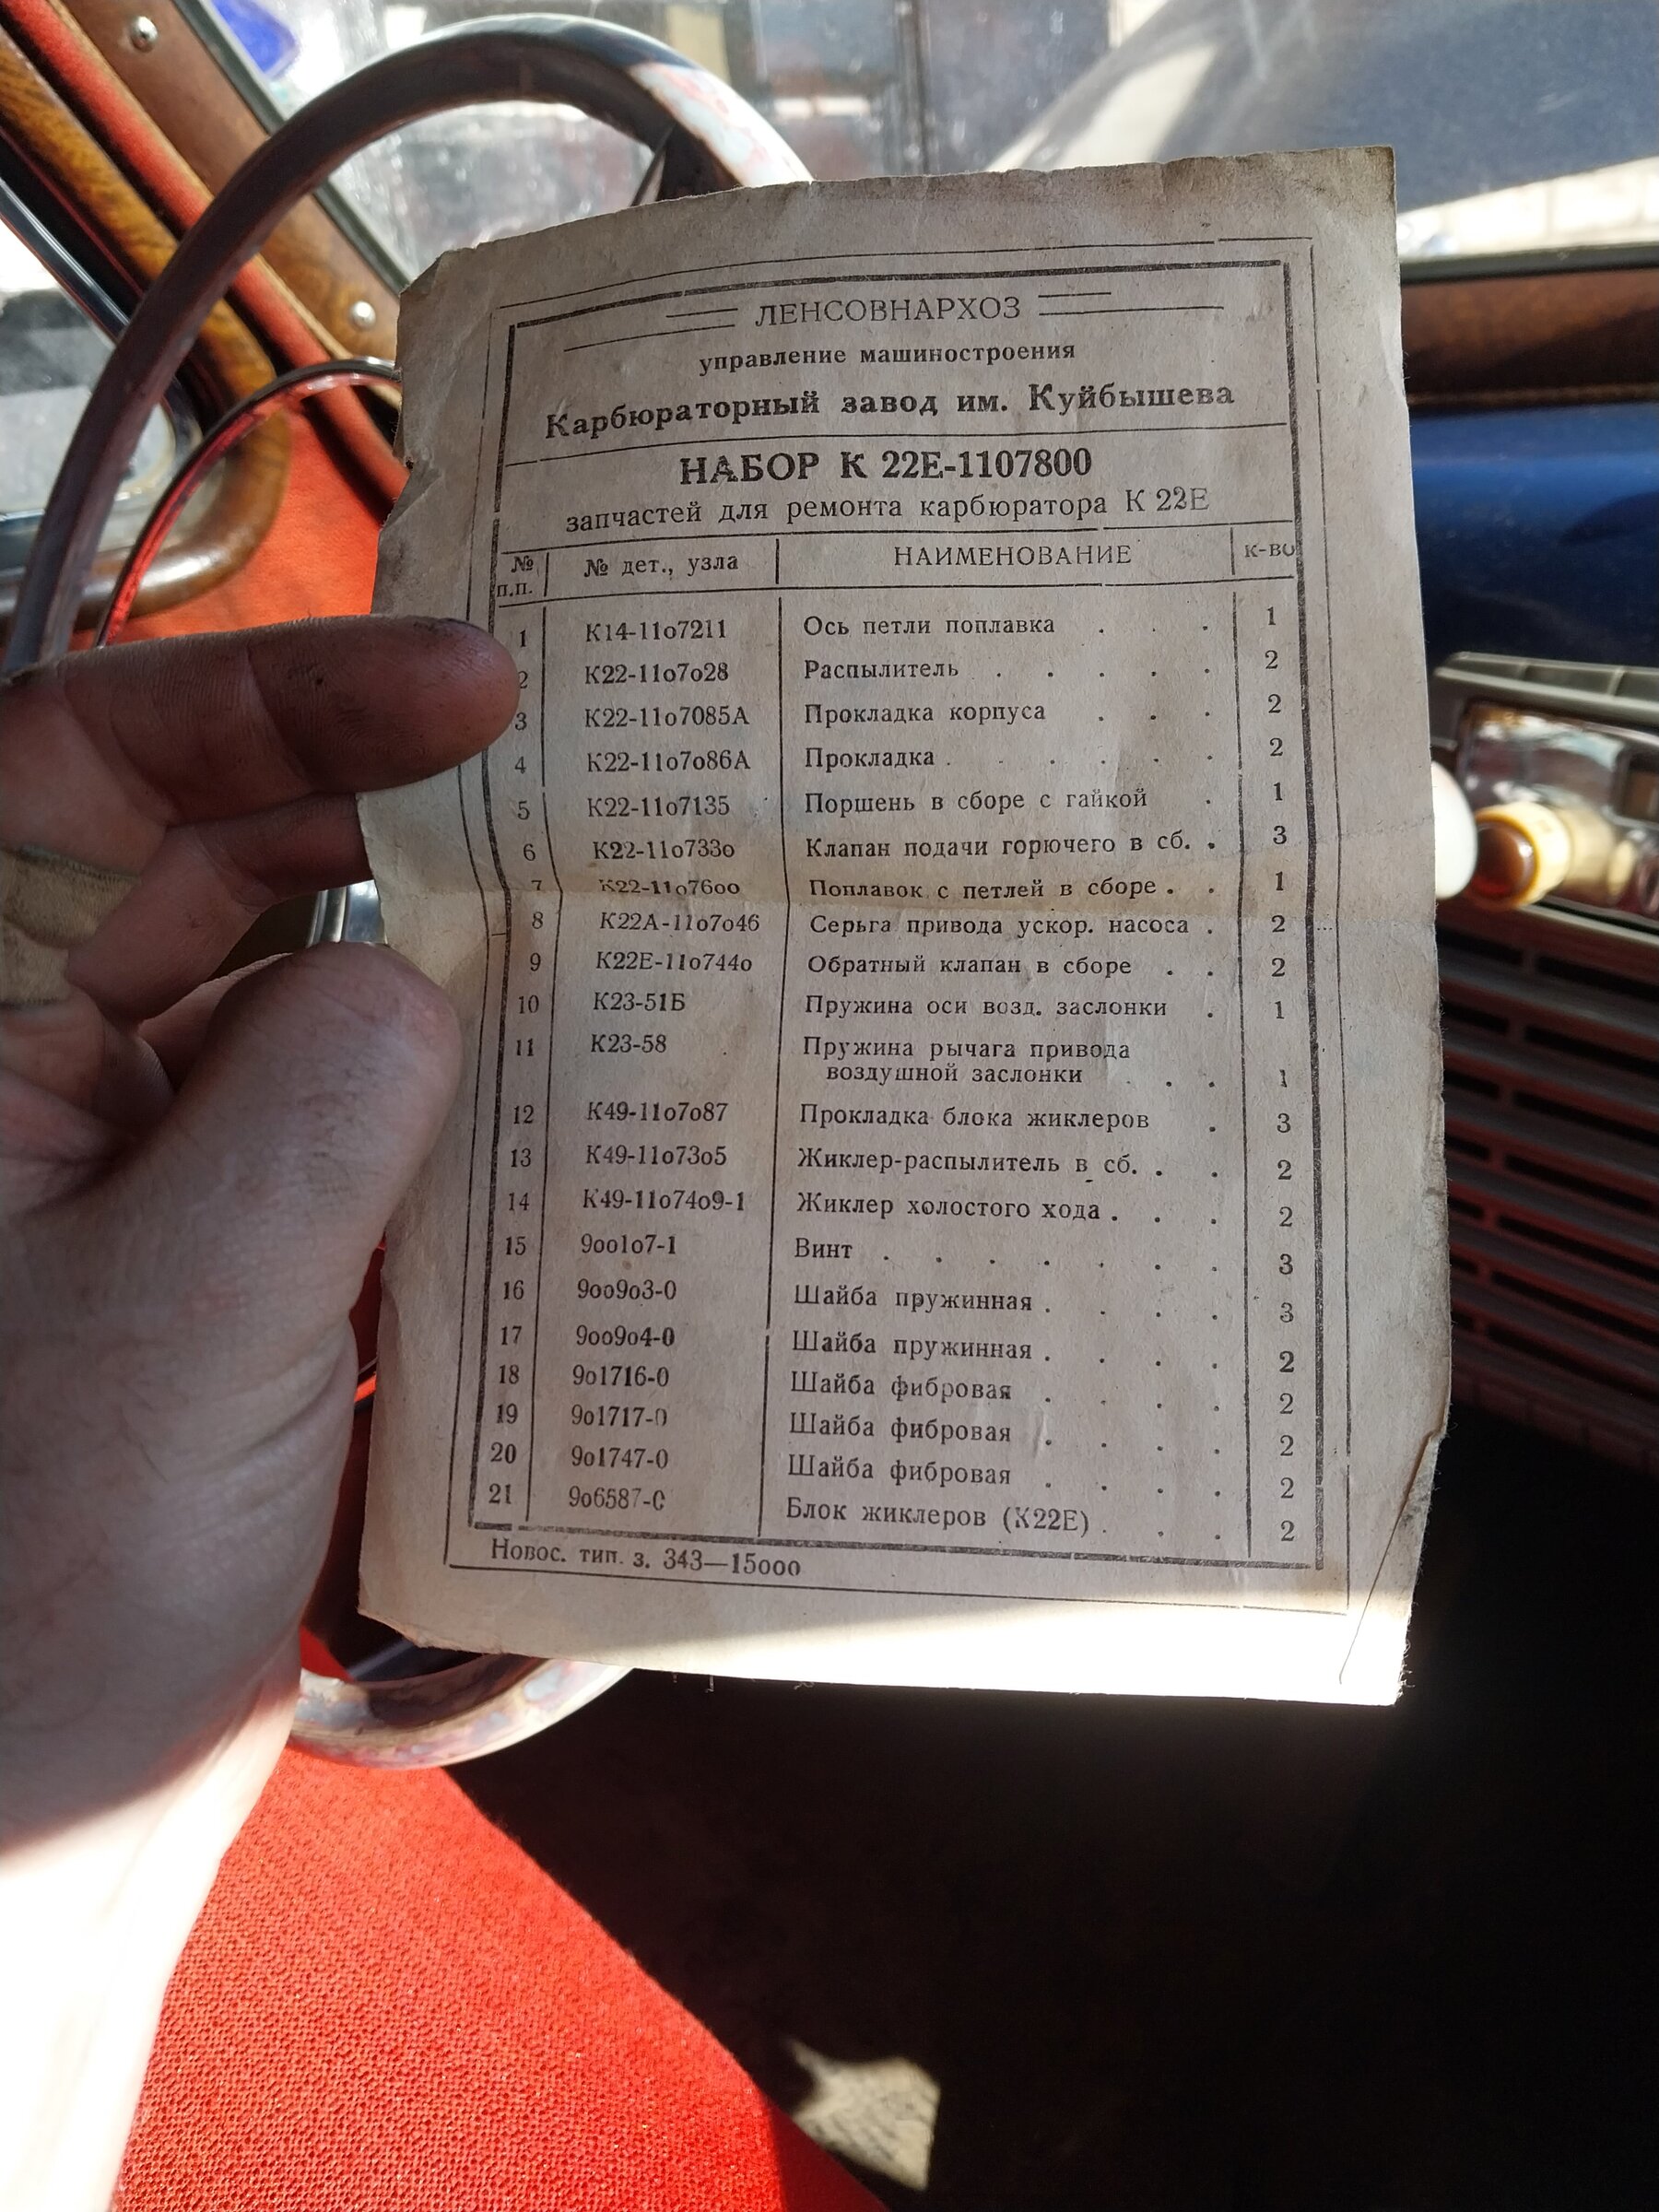 ЛЕНСОВНАРХОЗ
управление машиностроения
Карбюраторный завод им. Куйбышева
НАБОР К 22Е-1107800
запчастей для ремонта карбюратора К 22Е
№ п.п. № дет., узла НАИМЕНОВАНИЕ к-во
1 К14-11о7211 Ось петли поплавка . . . 1
2 К22-11о7о28 Распылитель . . . . . 2
3 К22-11о7085А Прокладка корпуса . . . 2
4 К22-11о7о86А Прокладка . . . . . . 2
5 К22-11о7135 Поршень в сборе с гайкой . 1
6 К22-11о733о Клапан подачи горючего в сб. . 3
7 К22-11о76оо Поплавок с петлей в сборе . . 1
8 К22А-11о7о46 Серьга привода ускор. насоса . 2
9 К22Е-11о744о Обратный клапан в сборе . . 2
10 К23-51Б Пружина оси возд. заслонки . 1
11 К23-58 Пружина рычага привода
воздушной заслонки . . . 1
12 К49-11о7о87 Прокладка блока жиклеров . 3
13 К49-11о73о5 Жиклер-распылитель в сб. . . 2
14 К49-11о74о9-1 Жиклер холостого хода . . . 2
15 9оо1о7-1 Винт . . . . . . . 3
16 9оо9о3-0 Шайба пружинная . . . . 3
17 9оо9о4-0 Шайба пружинная . . . . 2
18 9о1716-0 Шайба фибровая . . . . 2
19 9о1717-0 Шайба фибровая . . . . 2
20 9о1747-0 Шайба фибровая . . . . 2
21 9о6587-0 Блок жиклеров (К22Е) . . . 2
Новос. тип. з. 343—15000